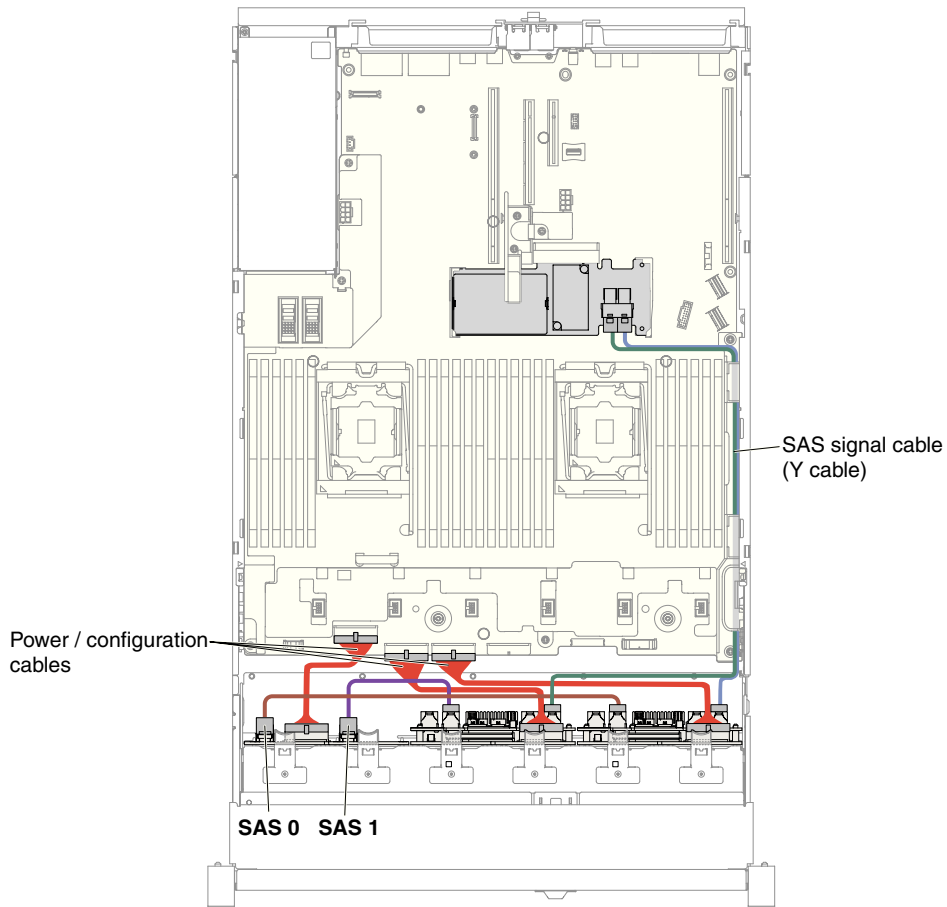 SAS signal cable
(Y cable)
Power / configuration
cables
SAS 0 SAS 1